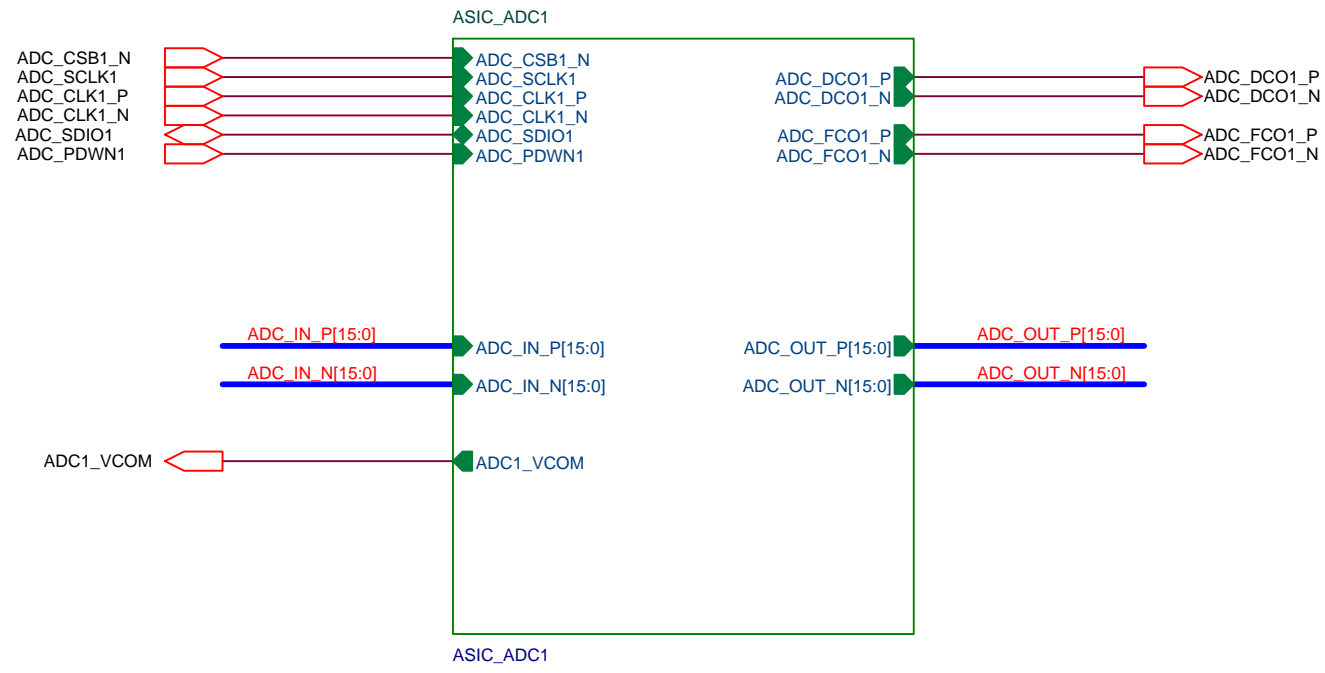 ASIC_ADC1
ADC_CSB1_N
ADC_SCLK1
ADC_CLK1_P
ADC_CLK1_N
ADC_SDIO1
ADC_PDWN1
ADC_CSB1_N
ADC_SCLK1
ADC_CLK1_P
ADC_CLK1_N
ADC_SDIO1
ADC_PDWN1
ADC_DCO1_P
ADC_DCO1_N
ADC_FCO1_P
ADC_FCO1_N
ADC_DCO1_P
ADC_DCO1_N
ADC_FCO1_P
ADC_FCO1_N
ADC_IN_P[15:0]
ADC_IN_N[15:0]
ADC_IN_P[15:0]
ADC_IN_N[15:0]
ADC_OUT_P[15:0]
ADC_OUT_N[15:0]
ADC_OUT_P[15:0]
ADC_OUT_N[15:0]
ADC1_VCOM
ADC1_VCOM
ASIC_ADC1